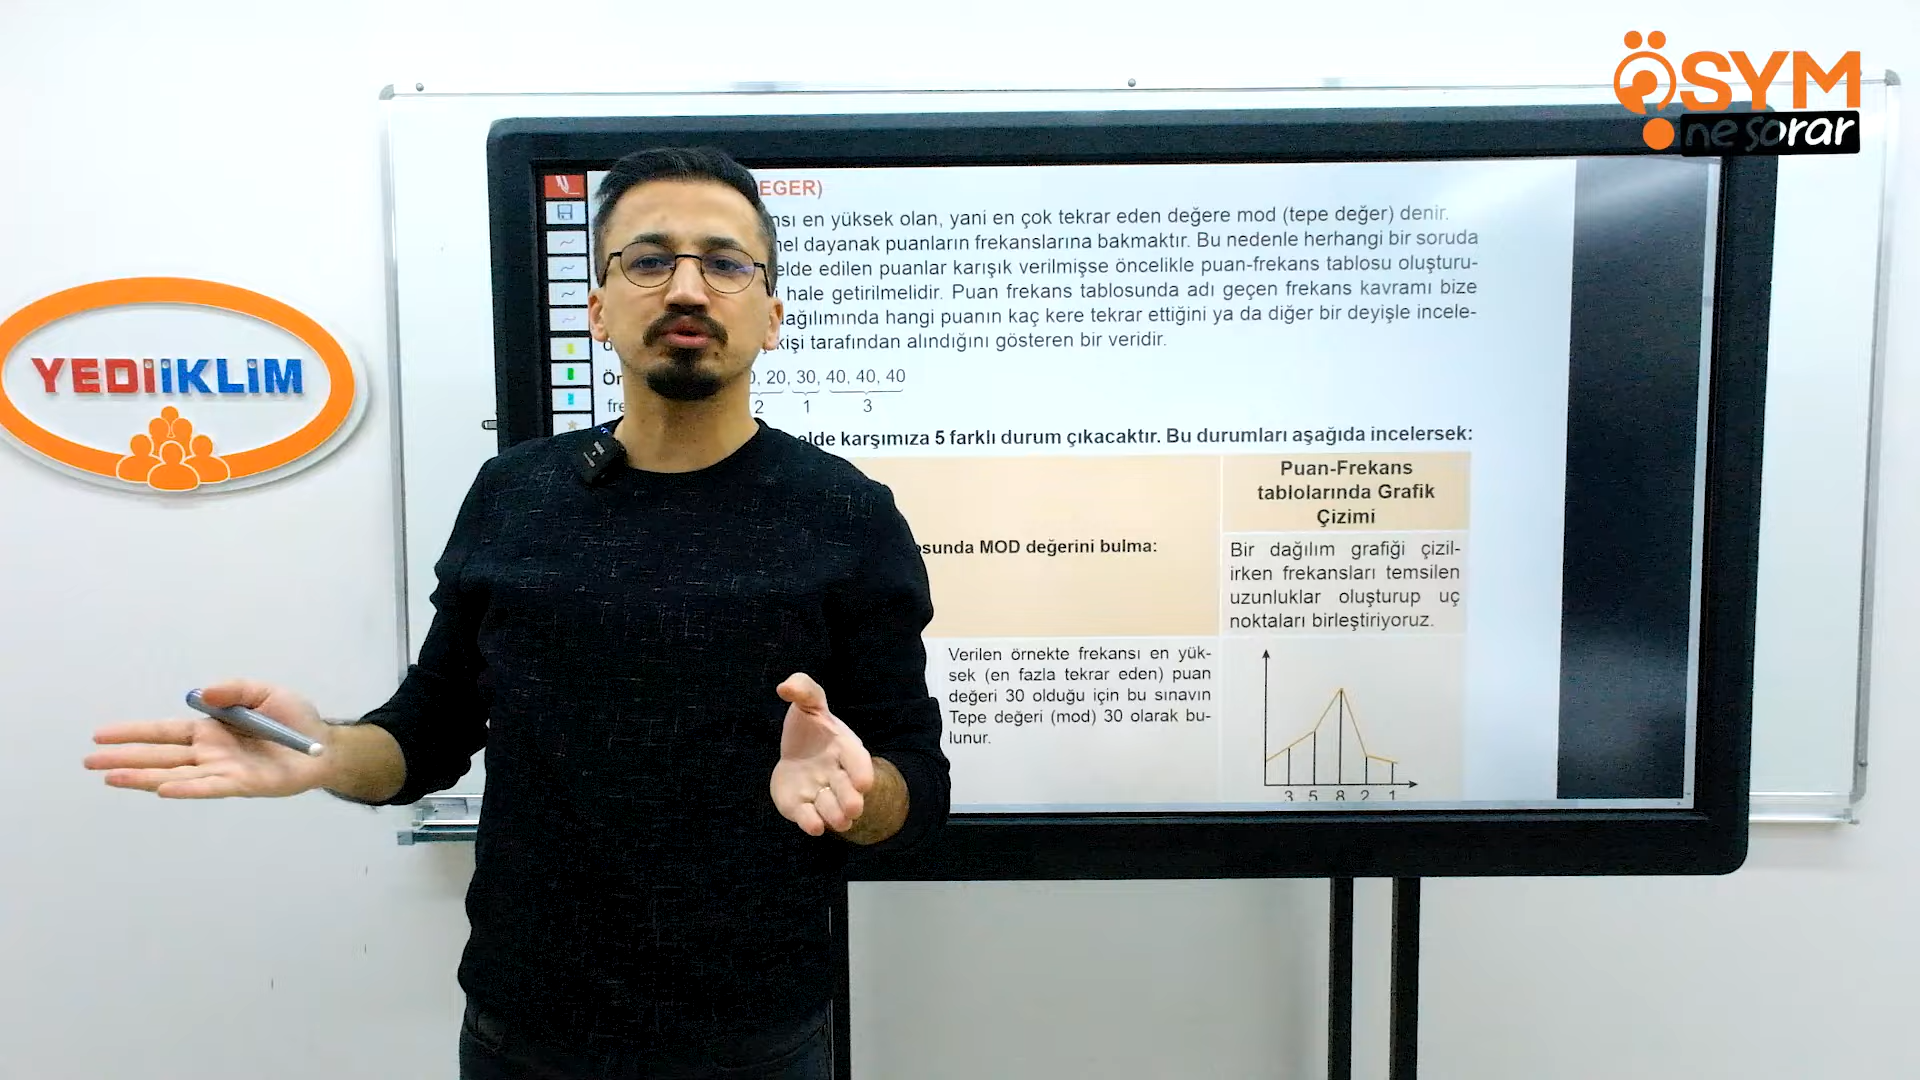 ÖSYM
ne sorar
YEDİİKLİM
EGER)
nsı en yüksek olan, yani en çok tekrar eden değere mod (tepe değer) denir.
nel dayanak puanların frekanslarına bakmaktır. Bu nedenle herhangi bir soruda
elde edilen puanlar karışık verilmişse öncelikle puan-frekans tablosu oluşturu-
i hale getirilmelidir. Puan frekans tablosunda adı geçen frekans kavramı bize
dağılımında hangi puanın kaç kere tekrar ettiğini ya da diğer bir deyişle incele-
d kişi tarafından alındığını gösteren bir veridir.
Ör 0, 20, 30, 40, 40, 40
fre 2 1 3
elde karşımıza 5 farklı durum çıkacaktır. Bu durumları aşağıda incelersek:
osunda MOD değerini bulma:
Puan-Frekans
tablolarında Grafik
Çizimi
Bir dağılım grafiği çizil-
irken frekansları temsilen
uzunluklar oluşturup uç
noktaları birleştiriyoruz.
Verilen örnekte frekansı en yük-
sek (en fazla tekrar eden) puan
değeri 30 olduğu için bu sınavın
Tepe değeri (mod) 30 olarak bu-
lunur.
3 5 8 2 1